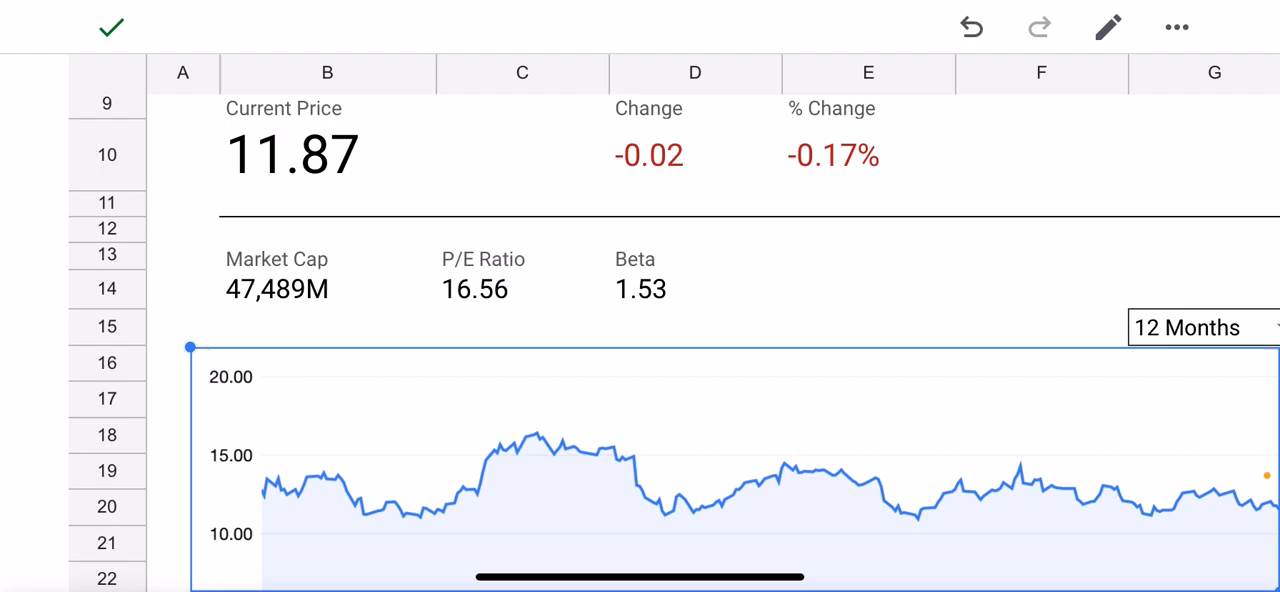 A B C D E F G
9 Current Price Change % Change
10 11.87 -0.02 -0.17%
11
12
13 Market Cap P/E Ratio Beta
14 47,489M 16.56 1.53
15 12 Months
16 20.00
17
18
19 15.00
20
21 10.00
22